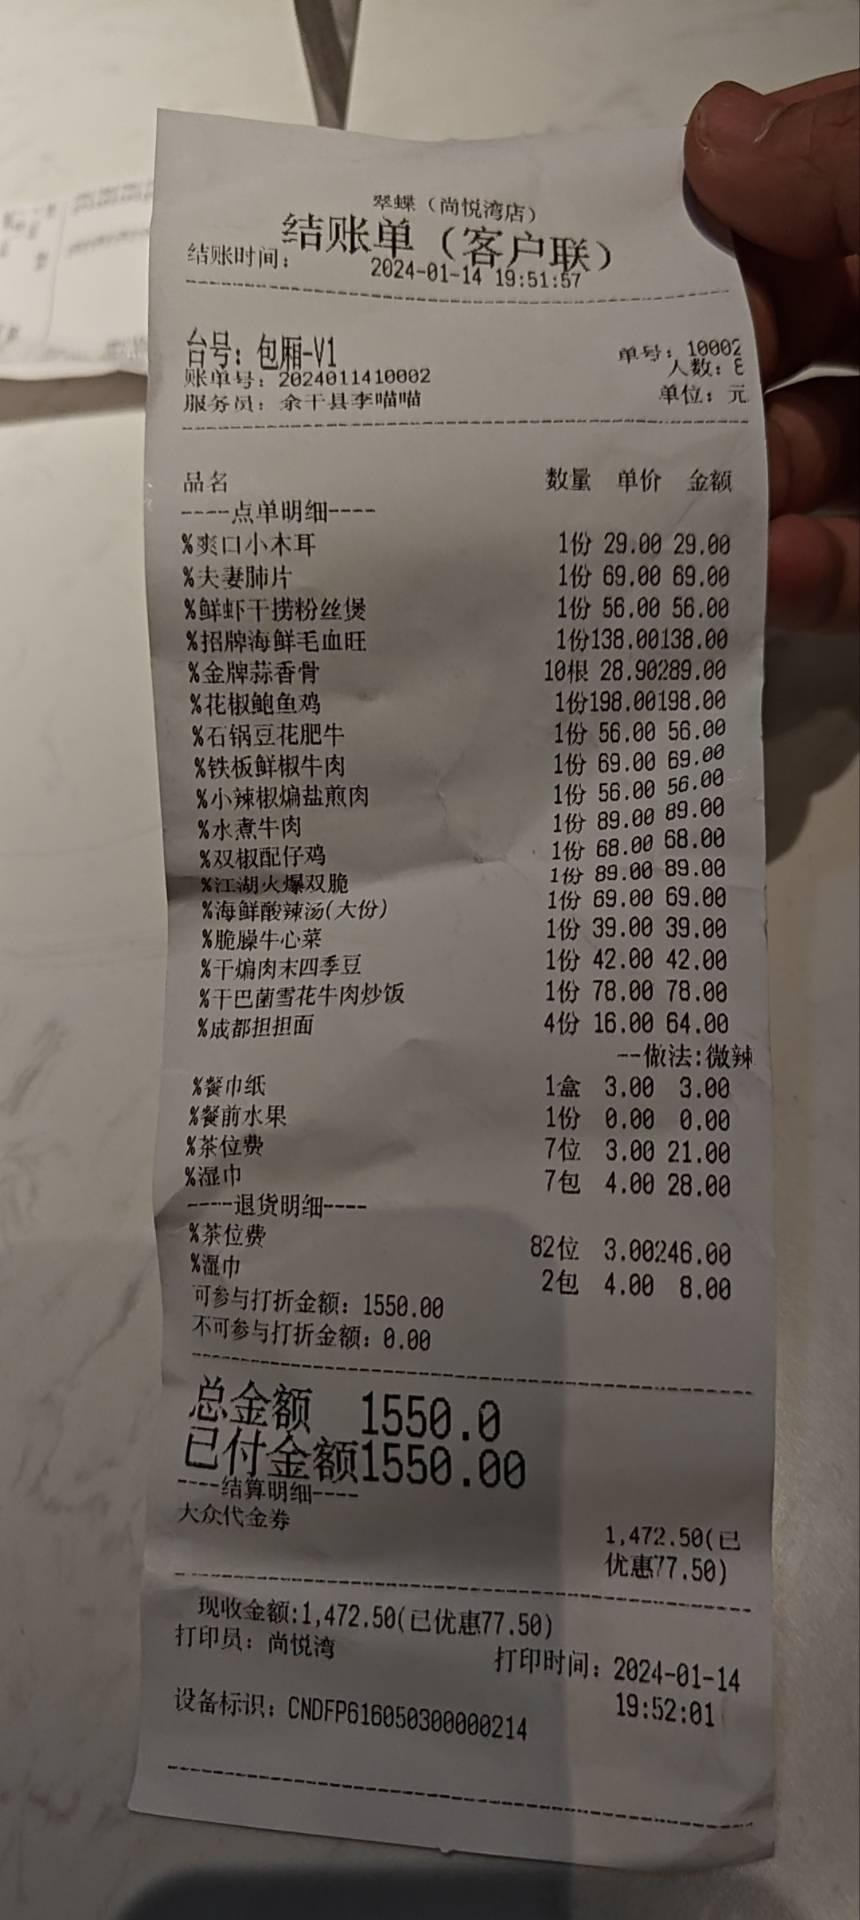 翠蝶（尚悦湾店）
结账单（客户联）
结账时间： 2024-01-14 19:51:57
台号：包厢-V1 单号：10002
账单号：2024011410002 人数：
服务员：余干县李喵喵 单位：元
品名 数量 单价 金额
----点单明细----
%爽口小木耳 1份 29.00 29.00
%夫妻肺片 1份 69.00 69.00
%鲜虾干捞粉丝煲 1份 56.00 56.00
%招牌海鲜毛血旺 1份138.00138.00
%金牌蒜香骨 10根 28.90289.00
%花椒鲍鱼鸡 1份198.00198.00
%石锅豆花肥牛 1份 56.00 56.00
%铁板鲜椒牛肉 1份 69.00 69.00
%小辣椒煸盐煎肉 1份 56.00 56.00
%水煮牛肉 1份 89.00 89.00
%双椒配仔鸡 1份 68.00 68.00
%江湖火爆双脆 1份 89.00 89.00
%海鲜酸辣汤(大份) 1份 69.00 69.00
%脆臊牛心菜 1份 39.00 39.00
%干煸肉末四季豆 1份 42.00 42.00
%干巴菌雪花牛肉炒饭 1份 78.00 78.00
%成都担担面 4份 16.00 64.00
--做法:微辣
%餐巾纸 1盒 3.00 3.00
%餐前水果 1份 0.00 0.00
%茶位费 7位 3.00 21.00
%湿巾 7包 4.00 28.00
----退货明细----
%茶位费 82位 3.00246.00
%湿巾 2包 4.00 8.00
可参与打折金额：1550.00
不可参与打折金额：0.00
总金额 1550.0
已付金额1550.00
----结算明细----
大众代金券 1,472.50(已
优惠77.50)
现收金额:1,472.50(已优惠77.50)
打印员：尚悦湾 打印时间：2024-01-14
19:52:01
设备标识：CNDFP616050300000214